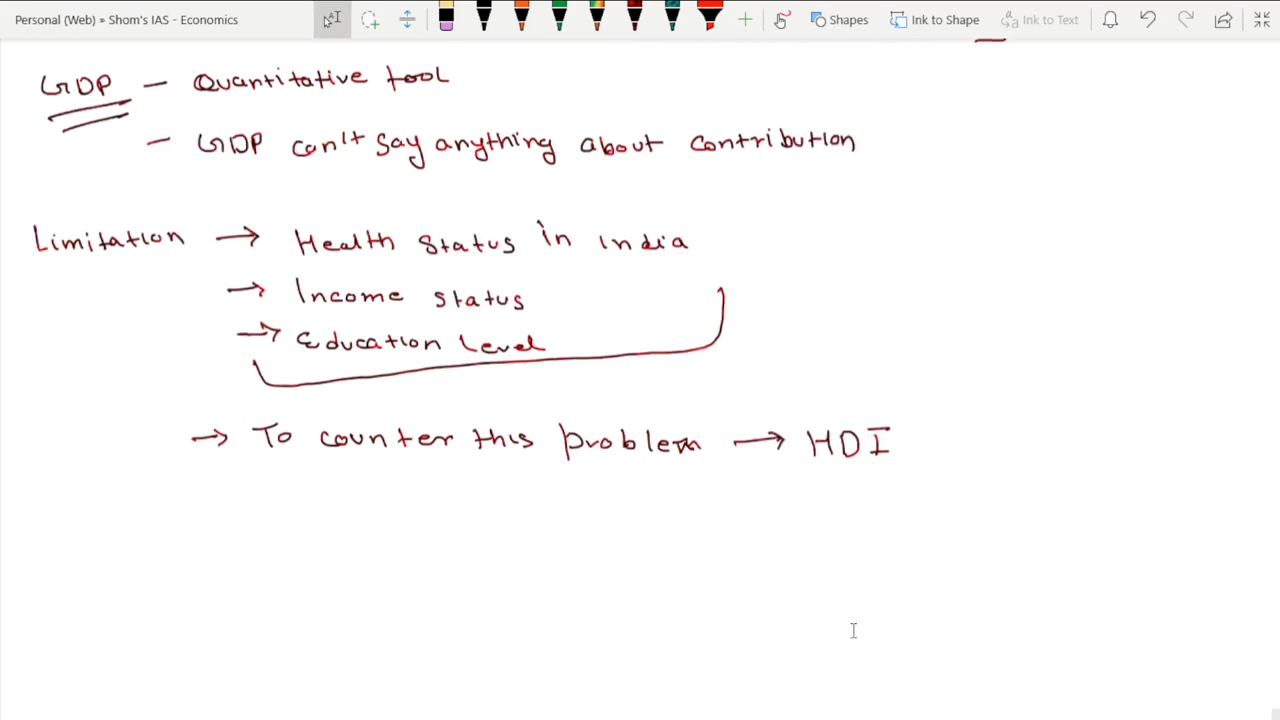 Personal (Web) » Shom's IAS - Economics
Shapes
Ink to Shape
Ink to Text
GDP – Quantitative tool
– GDP can't say anything about contribution
Limitation → Health Status in India
→ Income status
→ Education Level
→ To counter this problem → HDI